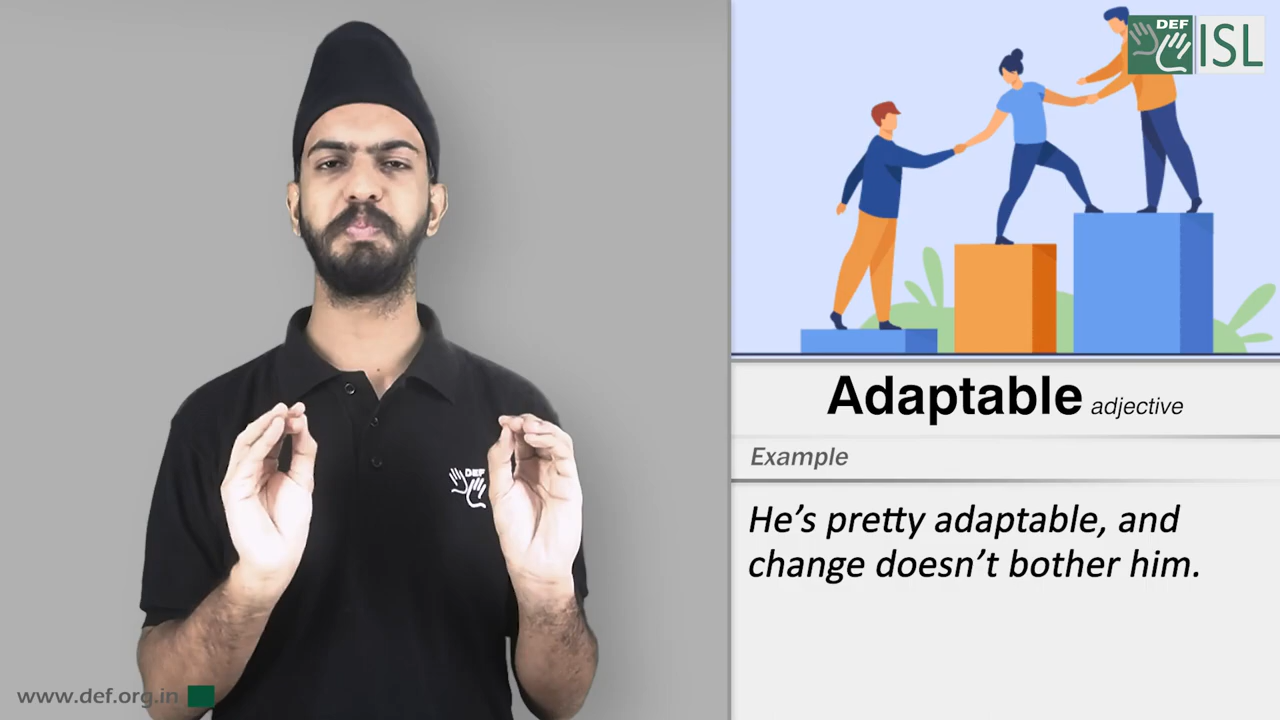 DEF
ISL
Adaptable adjective
Example
DEF
He's pretty adaptable, and
change doesn't bother him.
www.def.org.in